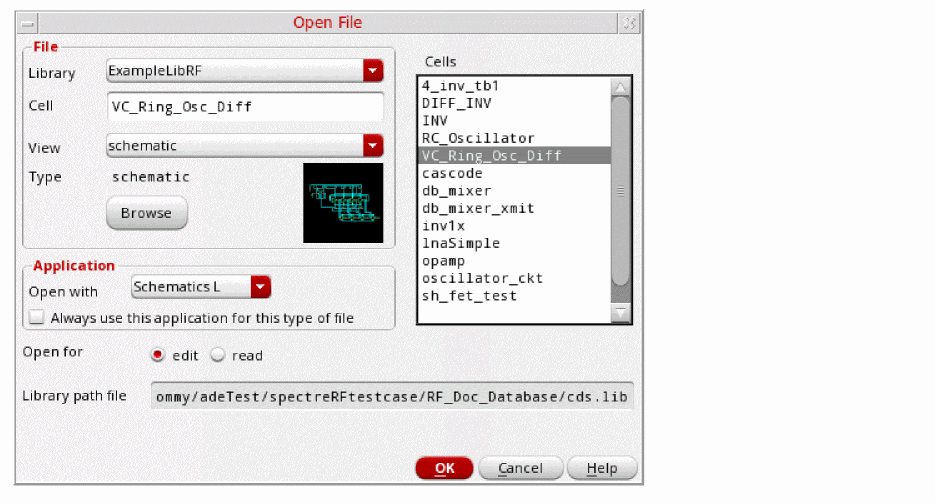 Open File
File
Library ExampleLibRF
Cell VC_Ring_Osc_Diff
View schematic
Type schematic
Browse
Cells
4_inv_tb1
DIFF_INV
INV
RC_Oscillator
VC_Ring_Osc_Diff
cascode
db_mixer
db_mixer_xmit
inv1x
lnaSimple
opamp
oscillator_ckt
sh_fet_test
Application
Open with Schematics L
Always use this application for this type of file
Open for edit read
Library path file ommy/adeTest/spectreRFtestcase/RF_Doc_Database/cds.lib
OK Cancel Help